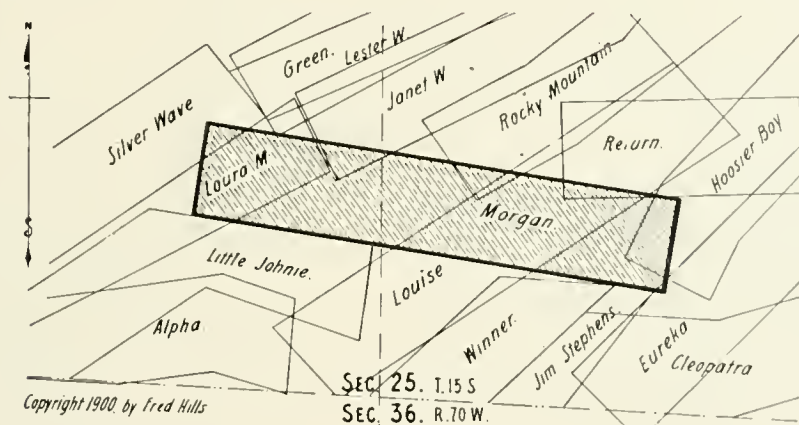 N
Green.
Lester W.
Janet W
Rocky Mountain
Silver Wave
Return.
Hoosier Boy
Laura M.
Morgan.
Little Johnie.
Louise
Alpha.
Winner.
Jim Stephens.
Eureka
Cleopatra
SEC. 25. T.15 S
Copyright 1900, by Fred Hills
SEC. 36. R.70 W.